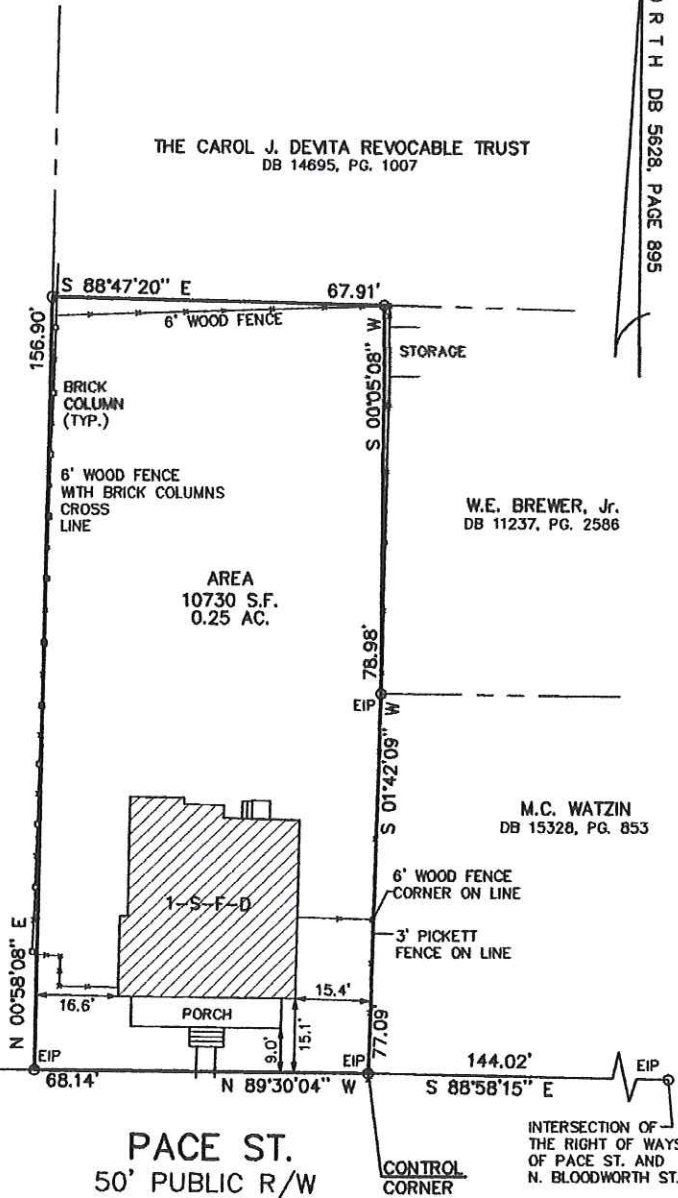 R T H DB 5628, PAGE 895
THE CAROL J. DEVITA REVOCABLE TRUST
DB 14695, PG. 1007
S 88°47'20" E
67.91'
6' WOOD FENCE
156.90'
S 00°05'08" W
STORAGE
BRICK
COLUMN
(TYP.)
6' WOOD FENCE
WITH BRICK COLUMNS
CROSS
LINE
W.E. BREWER, Jr.
DB 11237, PG. 2586
AREA
10730 S.F.
0.25 AC.
78.98'
EIP
S 01°42'09" W
M.C. WATZIN
DB 15328, PG. 853
6' WOOD FENCE
CORNER ON LINE
1-S-F-D
3' PICKETT
FENCE ON LINE
N 00°58'08" E
16.6'
15.4'
PORCH
9.0'
15.1'
77.09'
EIP
EIP
144.02'
EIP
68.14'
N 89°30'04" W
S 88°58'15" E
INTERSECTION OF
THE RIGHT OF WAYS
OF PACE ST. AND
N. BLOODWORTH ST.
PACE ST.
50' PUBLIC R/W
CONTROL
CORNER